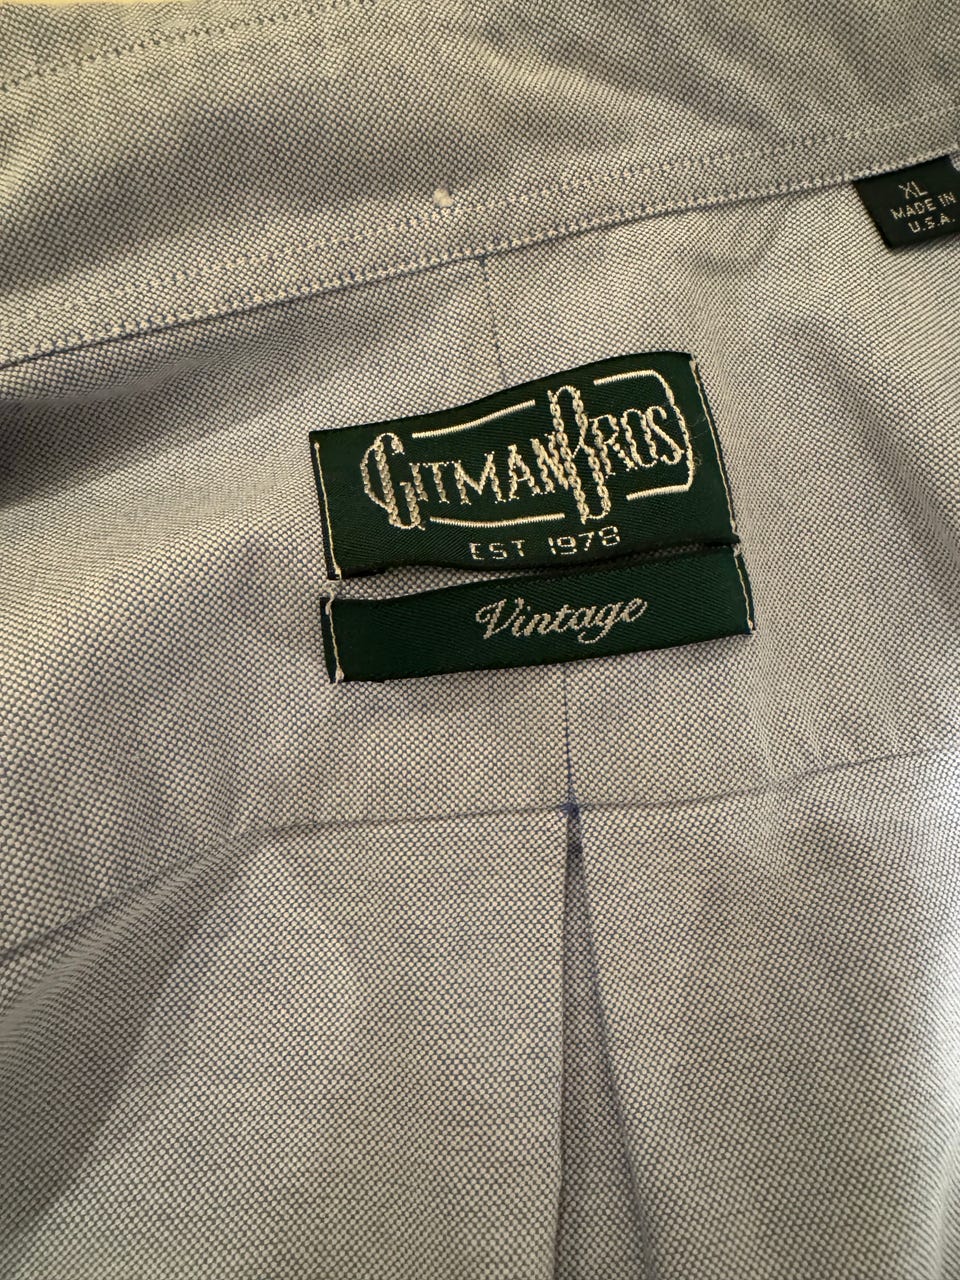 XL
MADE IN
U.S.A.
GITMAN BROS
EST 1978
Vintage